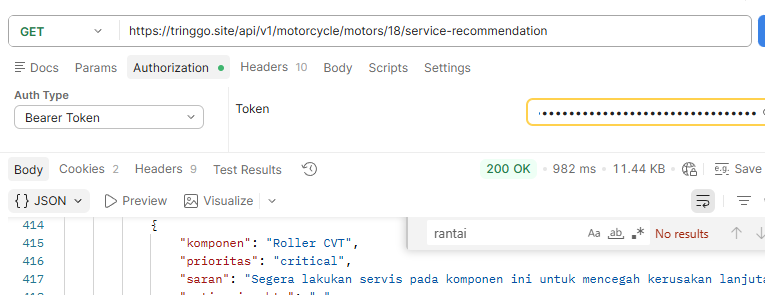 GET https://tringgo.site/api/v1/motorcycle/motors/18/service-recommendation
Docs Params Authorization Headers 10 Body Scripts Settings
Auth Type
Bearer Token
Token
Body Cookies 2 Headers 9 Test Results 200 OK 982 ms 11.44 KB e.g. Save
{} JSON Preview Visualize
414 {
415 "komponen": "Roller CVT",
416 "prioritas": "critical",
417 "saran": "Segera lakukan servis pada komponen ini untuk mencegah kerusakan lanjuta
rantai Aa ab .* No results